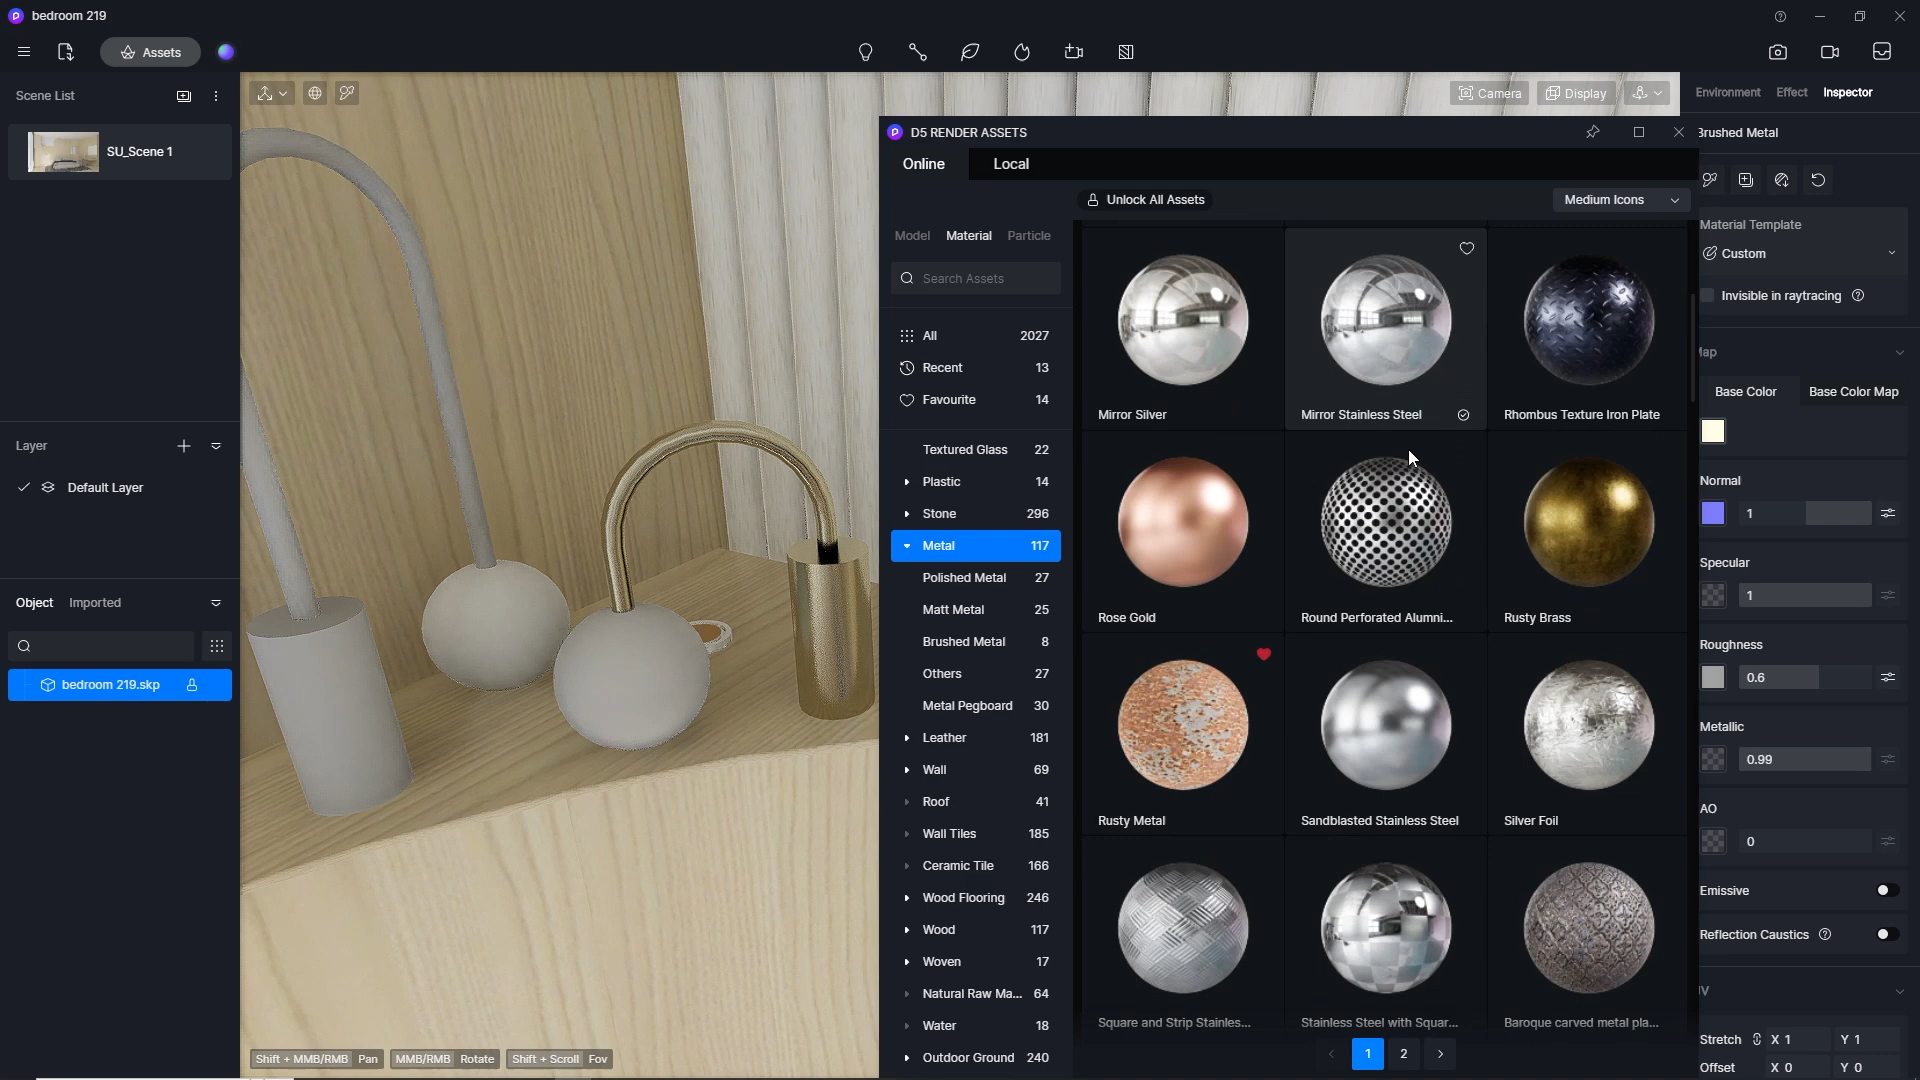 bedroom 219
Assets
Scene List
SU_Scene 1
Layer
Default Layer
Object Imported
bedroom 219.skp
Camera
Display
Shift + MMB/RMB Pan MMB/RMB Rotate Shift + Scroll Fov
D5 RENDER ASSETS
Online Local
Unlock All Assets
Medium Icons
Model Material Particle
Search Assets
All 2027
Recent 13
Favourite 14
Textured Glass 22
Plastic 14
Stone 296
Metal 117
Polished Metal 27
Matt Metal 25
Brushed Metal 8
Others 27
Metal Pegboard 30
Leather 181
Wall 69
Roof 41
Wall Tiles 185
Ceramic Tile 166
Wood Flooring 246
Wood 117
Woven 17
Natural Raw Ma... 64
Water 18
Outdoor Ground 240
Mirror Silver
Mirror Stainless Steel
Rhombus Texture Iron Plate
Rose Gold
Round Perforated Alumni...
Rusty Brass
Rusty Metal
Sandblasted Stainless Steel
Silver Foil
Square and Strip Stainles...
Stainless Steel with Squar...
Baroque carved metal pla...
1 2
Environment Effect Inspector
Brushed Metal
Material Template
Custom
Invisible in raytracing
Base Color Base Color Map
Normal
1
Specular
1
Roughness
0.6
Metallic
0.99
AO
0
Emissive
Reflection Caustics
Stretch X 1 Y 1
Offset X 0 Y 0